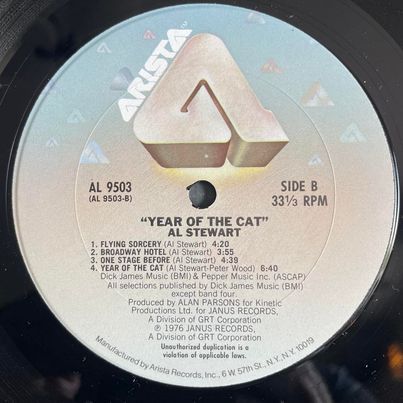 ARISTA™
AL 9503
(AL 9503-B)
SIDE B
33⅓ RPM
"YEAR OF THE CAT"
AL STEWART
1. FLYING SORCERY (Al Stewart) 4:20
2. BROADWAY HOTEL (Al Stewart) 3:55
3. ONE STAGE BEFORE (Al Stewart) 4:39
4. YEAR OF THE CAT (Al Stewart-Peter Wood) 6:40
Dick James Music (BMI) & Pepper Music Inc. (ASCAP)
All selections published by Dick James Music (BMI)
except band four.
Produced by ALAN PARSONS for Kinetic
Productions Ltd. for JANUS RECORDS,
A Division of GRT Corporation
℗ 1976 JANUS RECORDS,
A Division of GRT Corporation
Unauthorized duplication is a
violation of applicable laws.
Manufactured by Arista Records, Inc., 6 W. 57th St., N.Y., N.Y. 10019